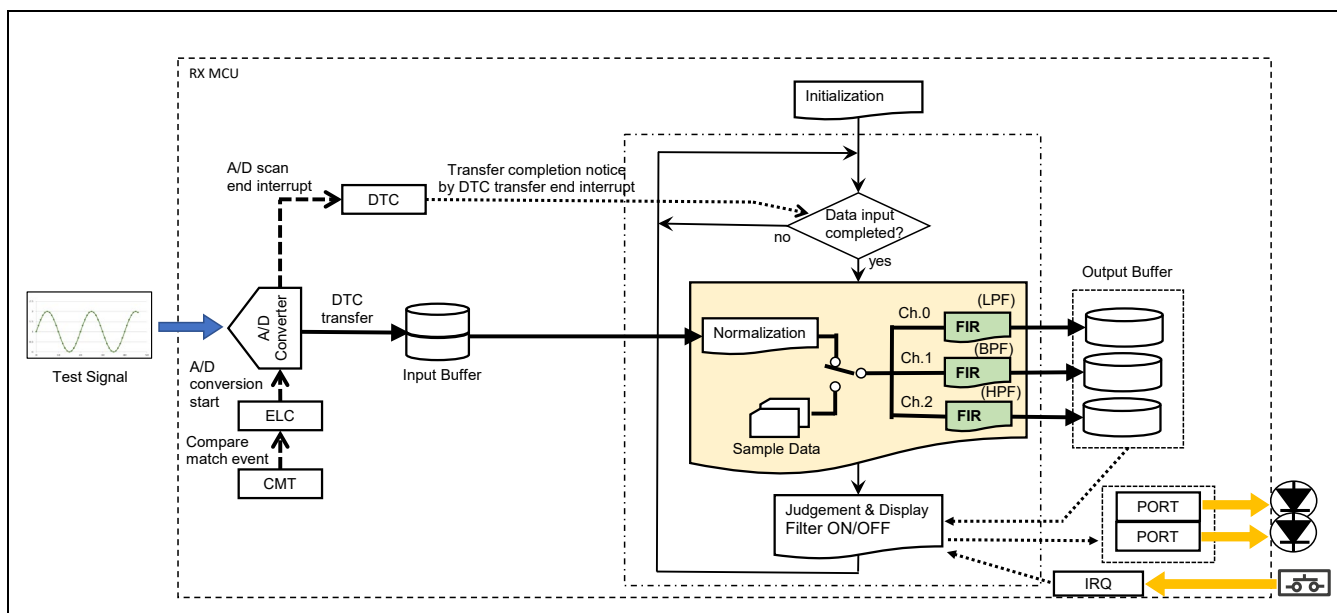 RX MCU
Initialization
A/D scan
end interrupt
DTC
Transfer completion notice
by DTC transfer end interrupt
Data input
completed?
no
yes
Test Signal
A/D
Converter
DTC
transfer
Input Buffer
A/D
conversion
start
ELC
Compare
match event
CMT
Normalization
Sample Data
Ch.0
(LPF)
FIR
Ch.1
(BPF)
FIR
Ch.2
(HPF)
FIR
Output Buffer
Judgement & Display
Filter ON/OFF
PORT
PORT
IRQ